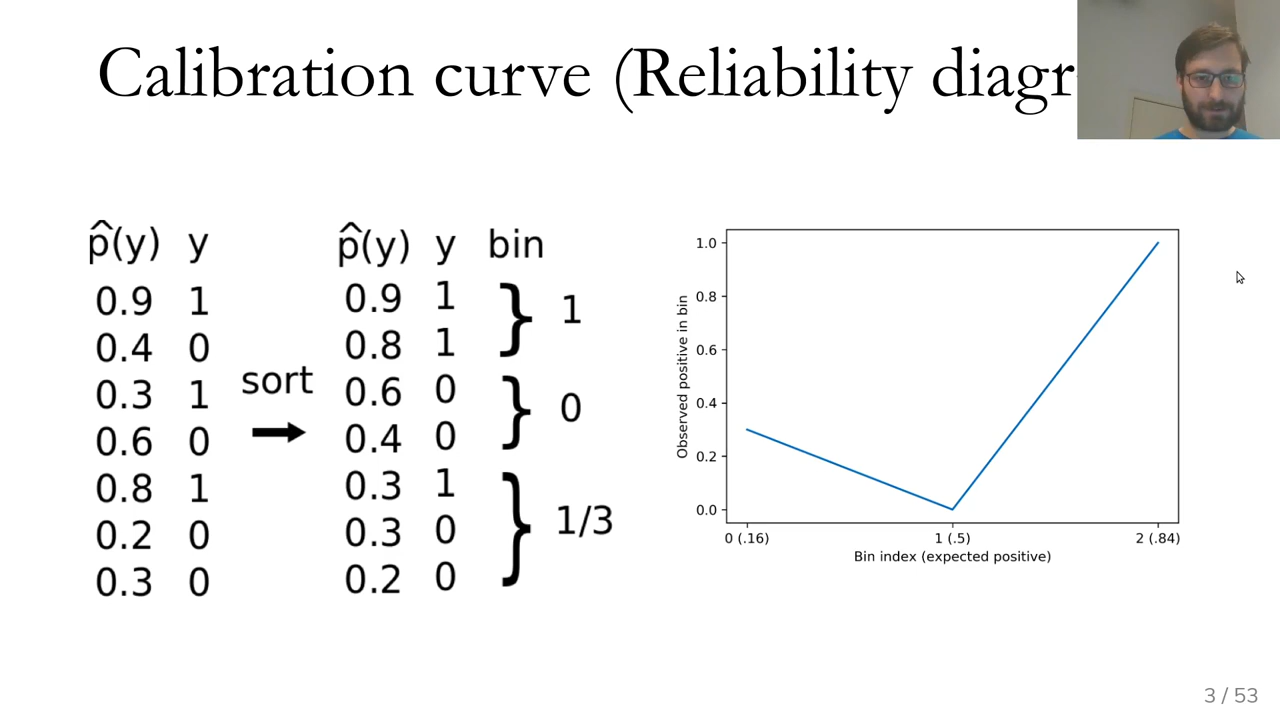 Calibration curve (Reliability diagr
p̂(y) y
0.9 1
0.4 0
0.3 1
0.6 0
0.8 1
0.2 0
0.3 0
sort
p̂(y) y bin
0.9 1
0.8 1
1
0.6 0
0.4 0
0
0.3 1
0.3 0
0.2 0
1/3
Observed positive in bin
1.0
0.8
0.6
0.4
0.2
0.0
0 (.16) 1 (.5) 2 (.84)
Bin index (expected positive)
3 / 53